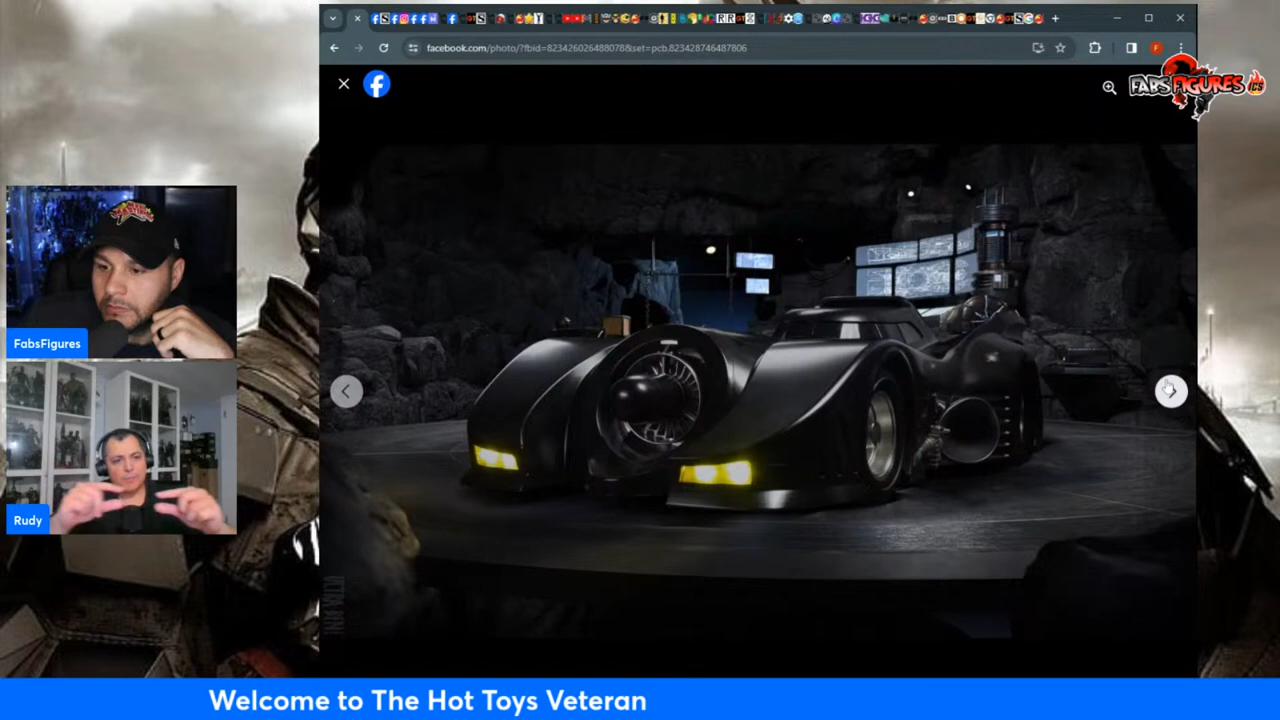 facebook.com/photo/?fbid=823426026488078&set=pcb.823428746487806
FABSFIGURES
FabsFigures
Rudy
Welcome to The Hot Toys Veteran